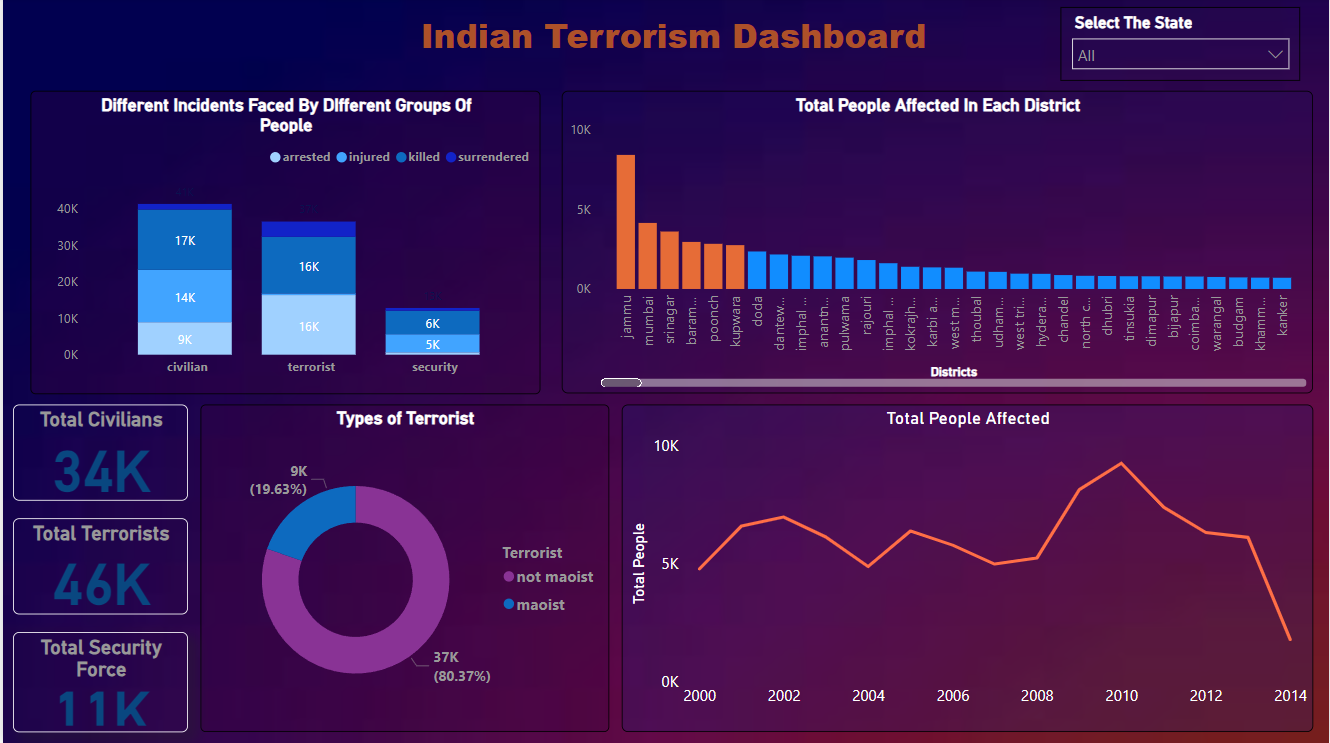 Indian Terrorism Dashboard
Select The State
All
Different Incidents Faced By DIfferent Groups Of
People
arrested injured killed surrendered
40K
30K
20K
10K
0K
17K
14K
9K
16K
16K
6K
5K
civilian terrorist security
Total People Affected In Each District
10K
5K
0K
jammu
mumbai
srinagar
baram...
poonch
kupwara
doda
dantew...
imphal ...
anantn...
pulwama
rajouri
imphal ...
kokrajh...
karbi a...
west m...
thoubal
udham...
west tri...
hydera...
chandel
north c...
dhubri
tinsukia
dimapur
bijapur
coimba...
warangal
budgam
khamm...
kanker
Districts
Total Civilians
34K
Total Terrorists
46K
Total Security
Force
11K
Types of Terrorist
9K
(19.63%)
37K
(80.37%)
Terrorist
not maoist
maoist
Total People Affected
Total People
10K
5K
0K
2000 2002 2004 2006 2008 2010 2012 2014